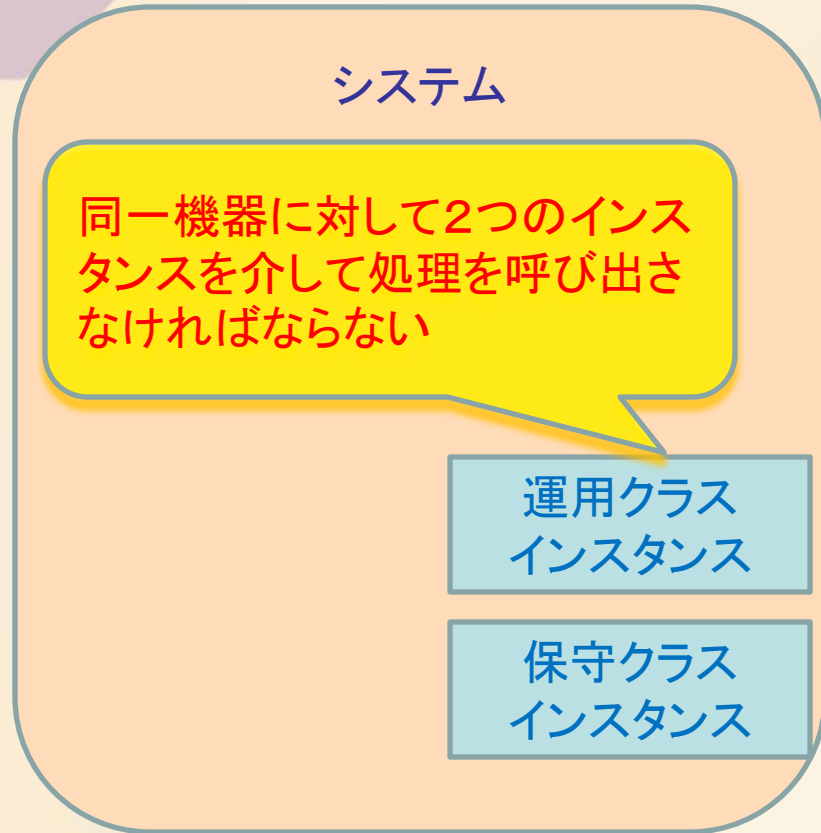 システム
同一機器に対して２つのインス
タンスを介して処理を呼び出さ
なければならない
運用クラス
インスタンス
保守クラス
インスタンス